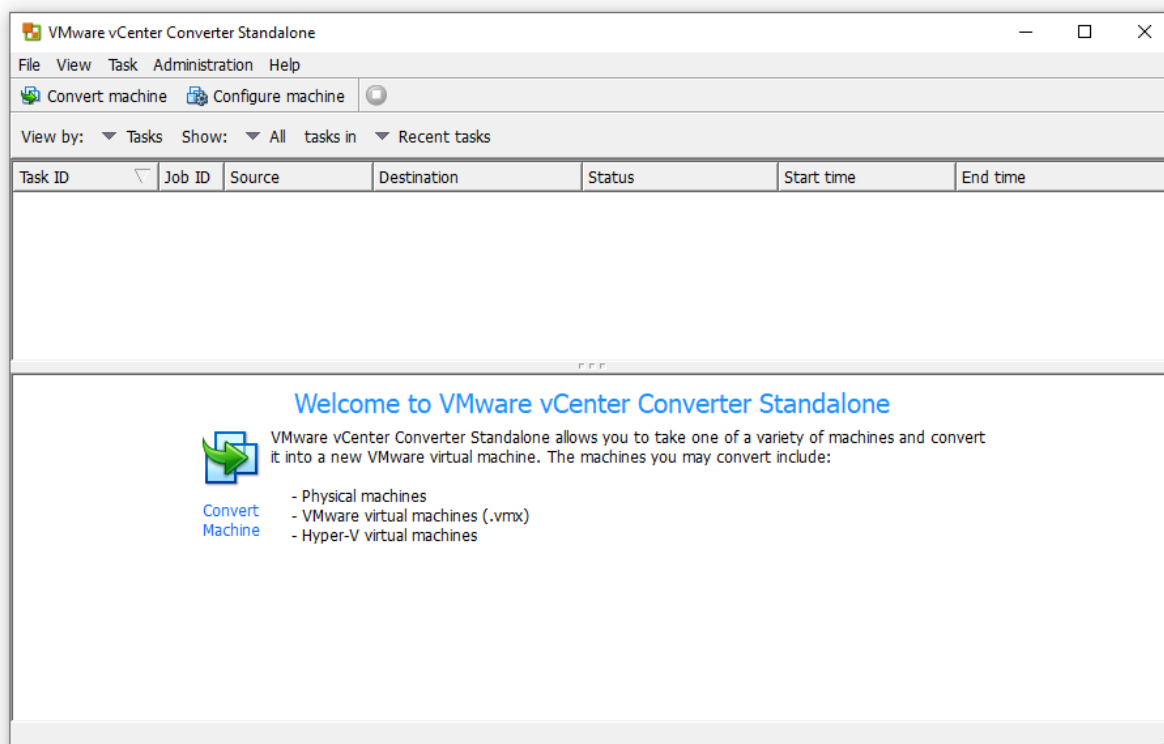 VMware vCenter Converter Standalone
File View Task Administration Help
Convert machine Configure machine
View by: Tasks Show: All tasks in Recent tasks
Task ID Job ID Source Destination Status Start time End time
Welcome to VMware vCenter Converter Standalone
VMware vCenter Converter Standalone allows you to take one of a variety of machines and convert
it into a new VMware virtual machine. The machines you may convert include:
- Physical machines
- VMware virtual machines (.vmx)
- Hyper-V virtual machines
Convert
Machine